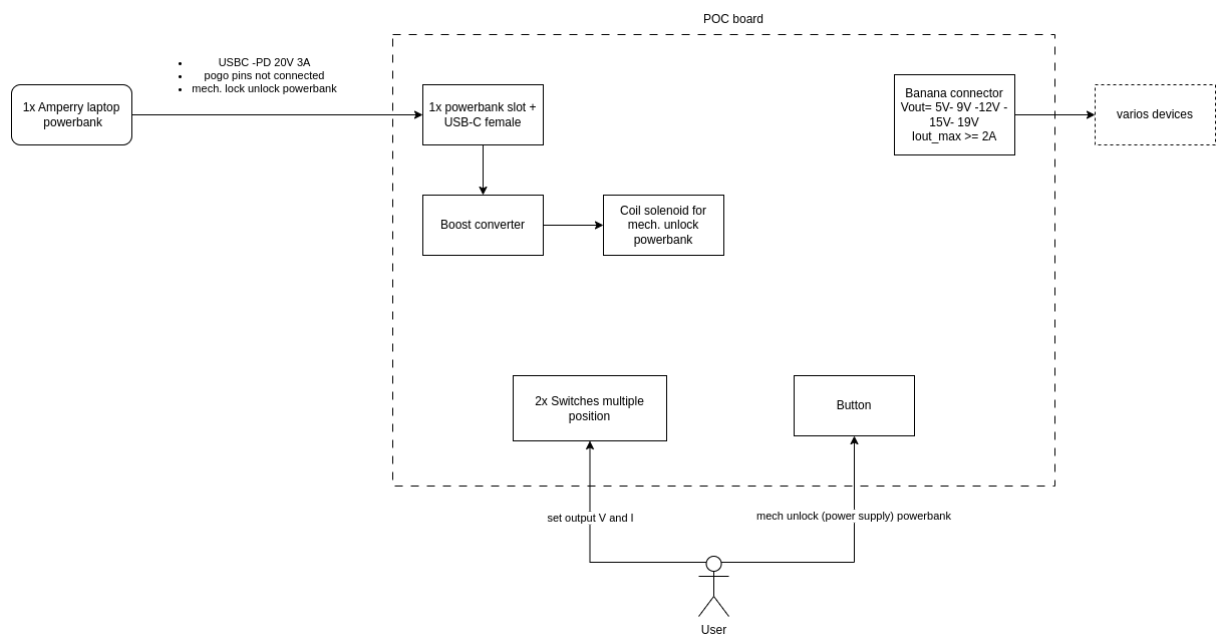 POC board
USBC -PD 20V 3A
pogo pins not connected
mech. lock unlock powerbank
1x Amperry laptop
powerbank
1x powerbank slot +
USB-C female
Banana connector
Vout= 5V- 9V -12V -
15V- 19V
Iout_max >= 2A
varios devices
Boost converter
Coil solenoid for
mech. unlock
powerbank
2x Switches multiple
position
Button
set output V and I
mech unlock (power supply) powerbank
User